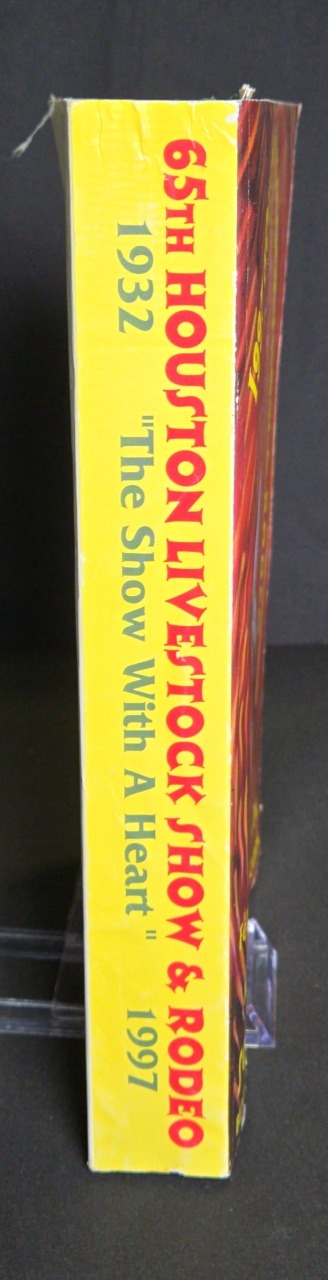 65TH HOUSTON LIVESTOCK SHOW & RODEO
1932 "The Show With A Heart" 1997